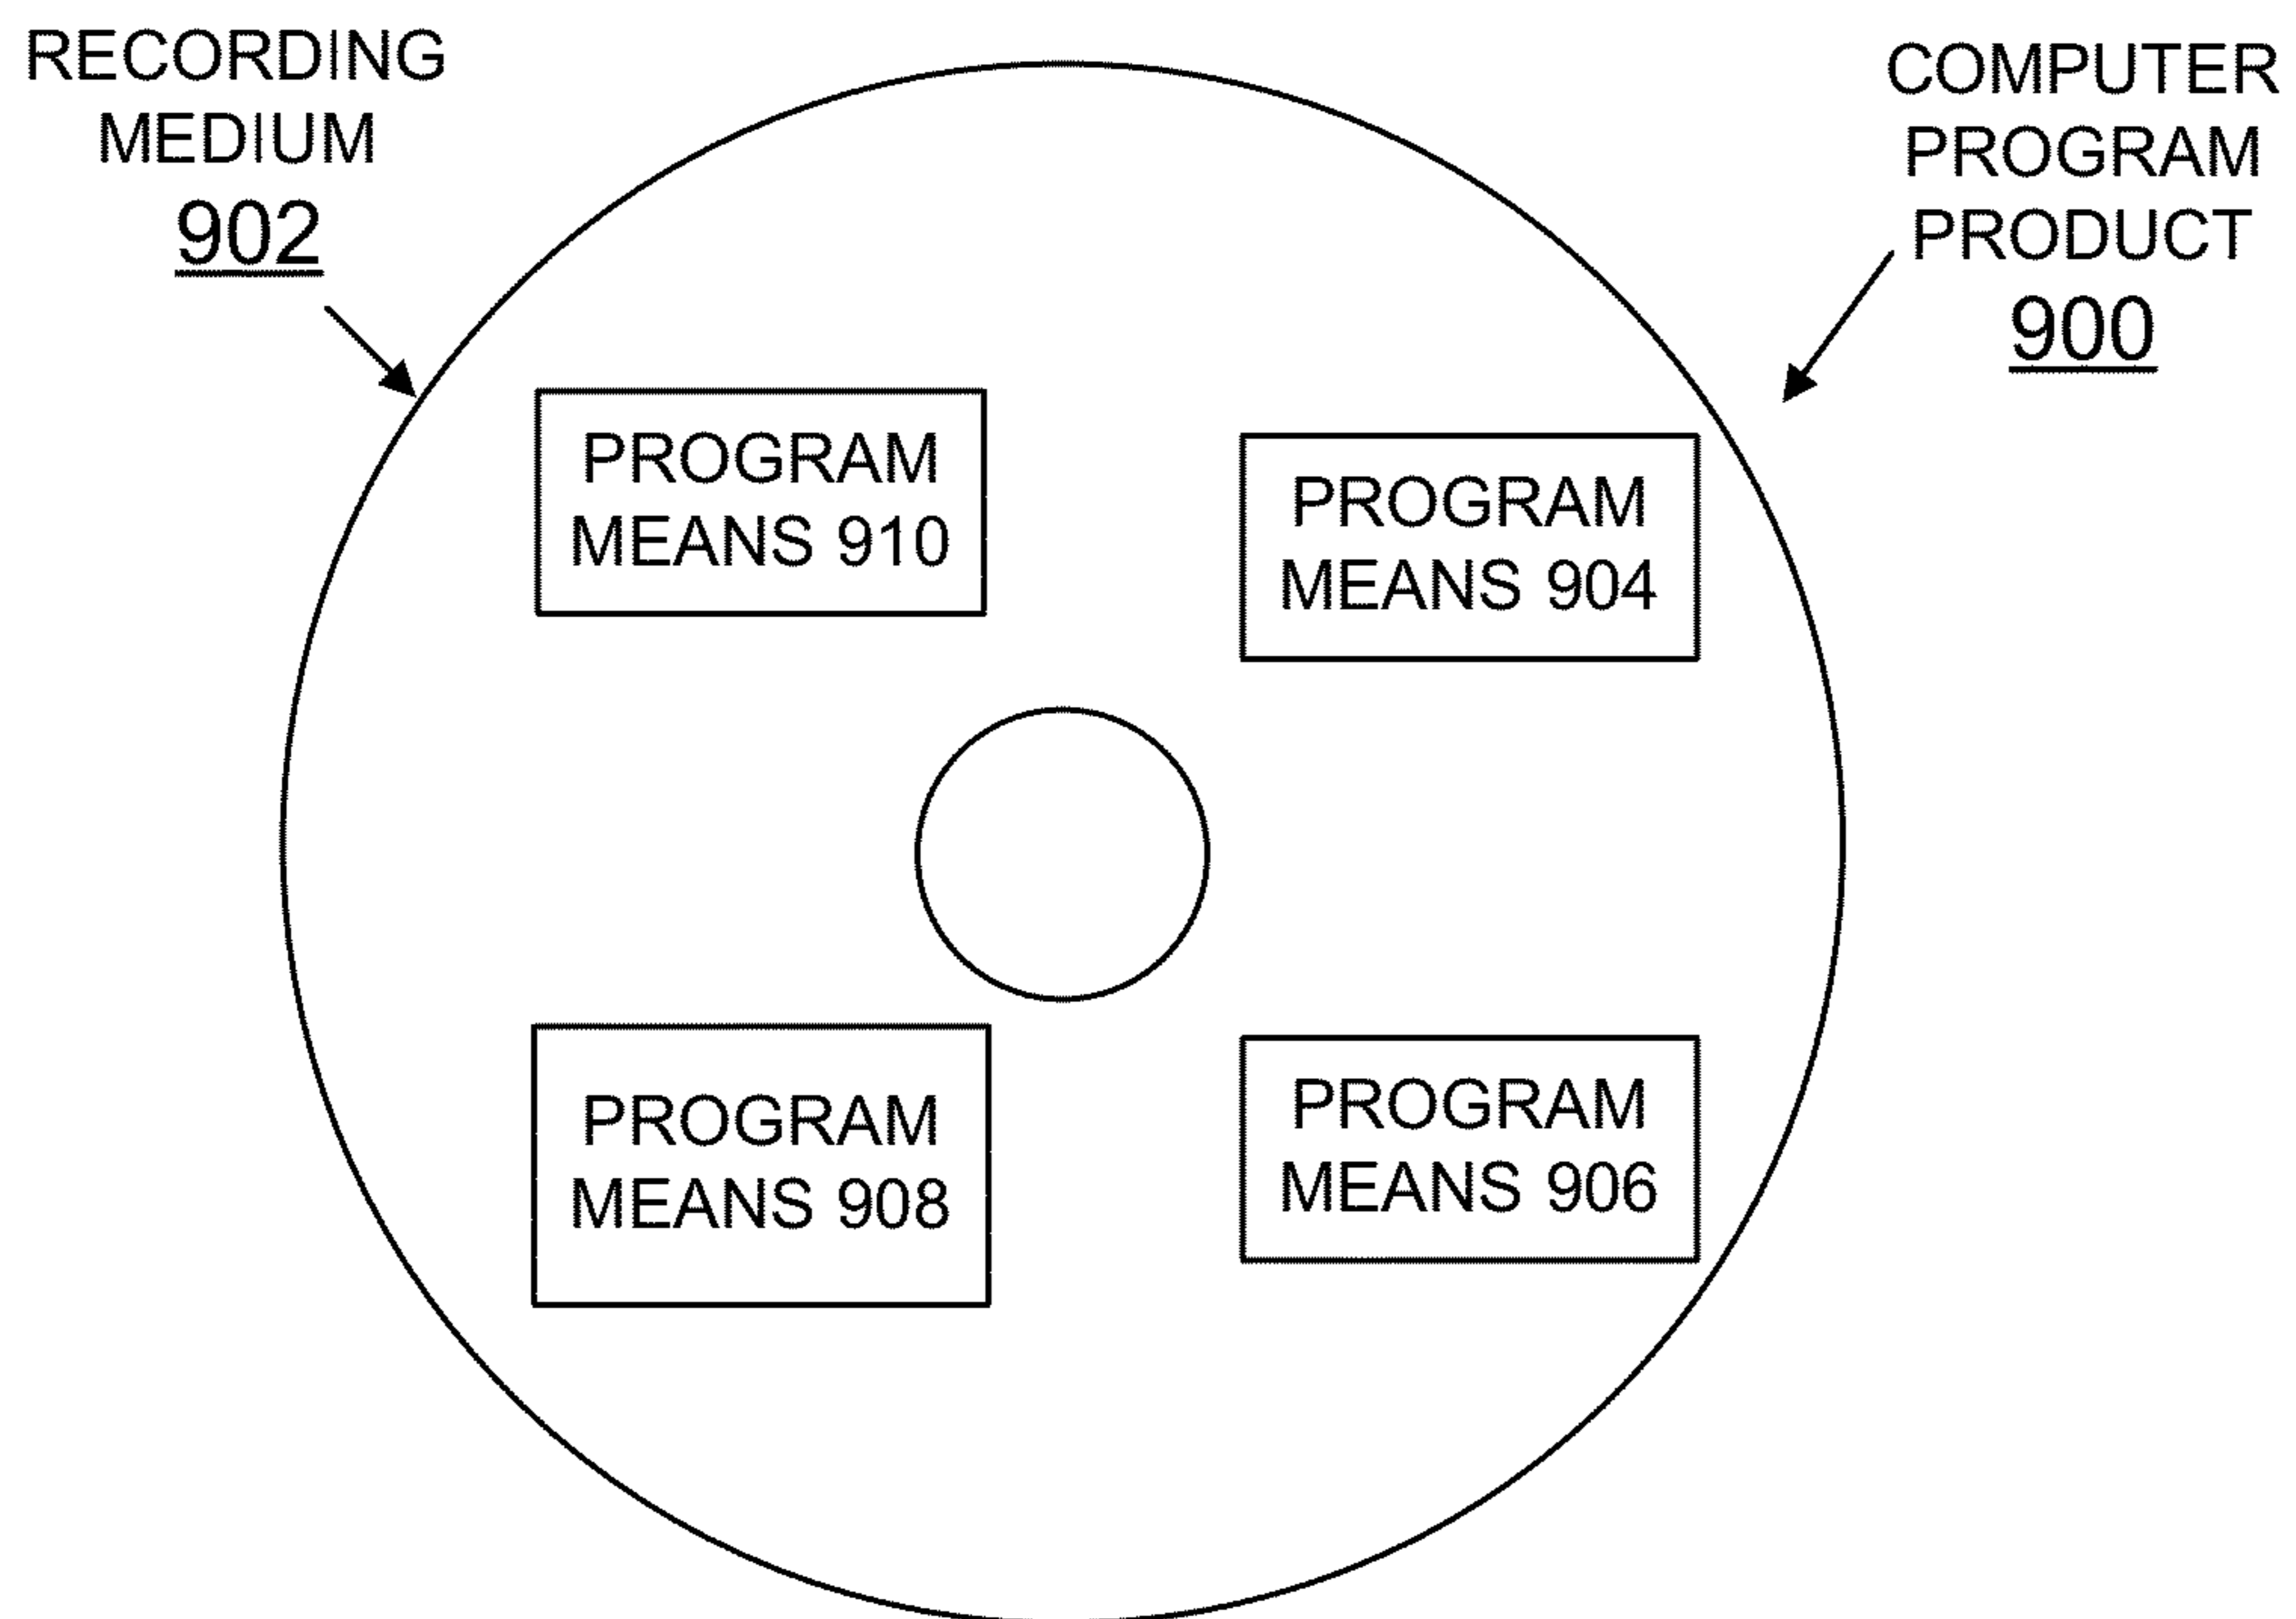 RECORDING
MEDIUM
902
COMPUTER
PROGRAM
PRODUCT
900
PROGRAM
MEANS 910
PROGRAM
MEANS 904
PROGRAM
MEANS 908
PROGRAM
MEANS 906